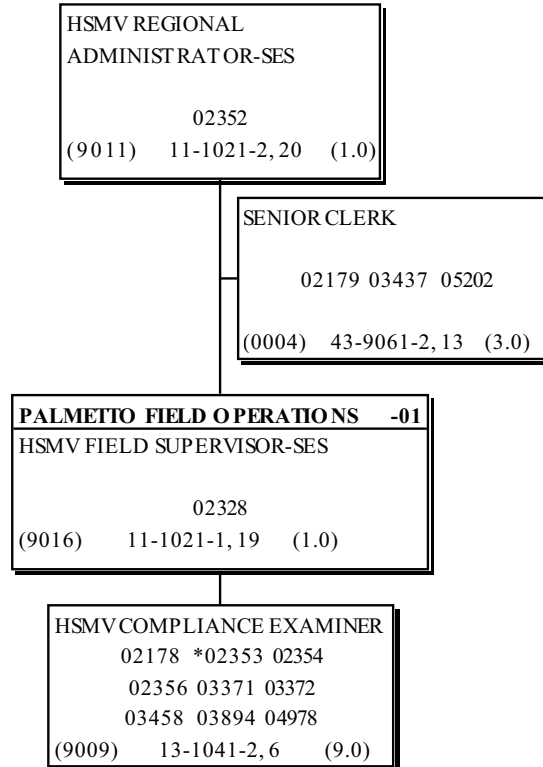 HSMV REGIONAL
ADMINISTRATOR-SES
02352
(9011) 11-1021-2, 20 (1.0)
SENIOR CLERK
02179 03437 05202
(0004) 43-9061-2, 13 (3.0)
PALMETTO FIELD OPERATIONS -01
HSMV FIELD SUPERVISOR-SES
02328
(9016) 11-1021-1, 19 (1.0)
HSMV COMPLIANCE EXAMINER
02178 *02353 02354
02356 03371 03372
03458 03894 04978
(9009) 13-1041-2, 6 (9.0)